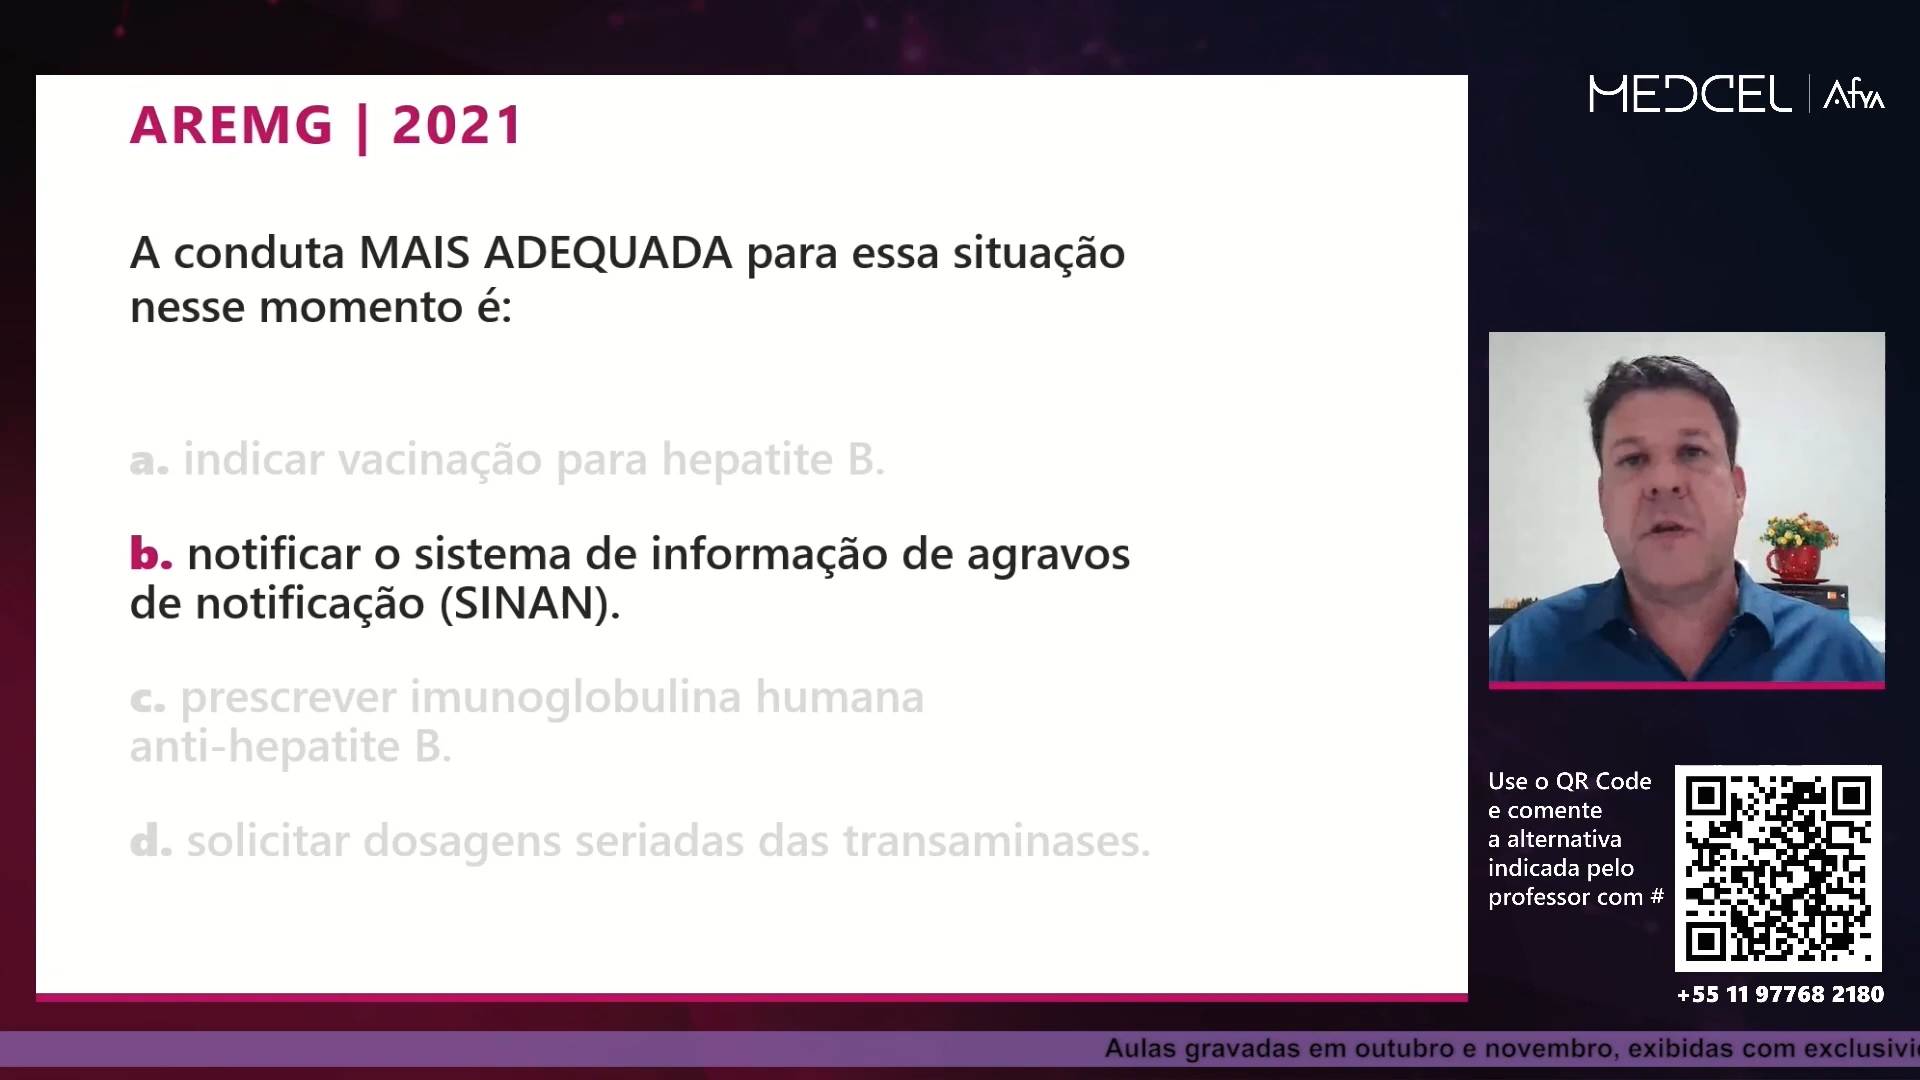 AREMG | 2021
A conduta MAIS ADEQUADA para essa situação
nesse momento é:
a. indicar vacinação para hepatite B.
b. notificar o sistema de informação de agravos
de notificação (SINAN).
c. prescrever imunoglobulina humana
anti-hepatite B.
d. solicitar dosagens seriadas das transaminases.
MEDCEL | Afya
Use o QR Code
e comente
a alternativa
indicada pelo
professor com #
+55 11 97768 2180
Aulas gravadas em outubro e novembro, exibidas com